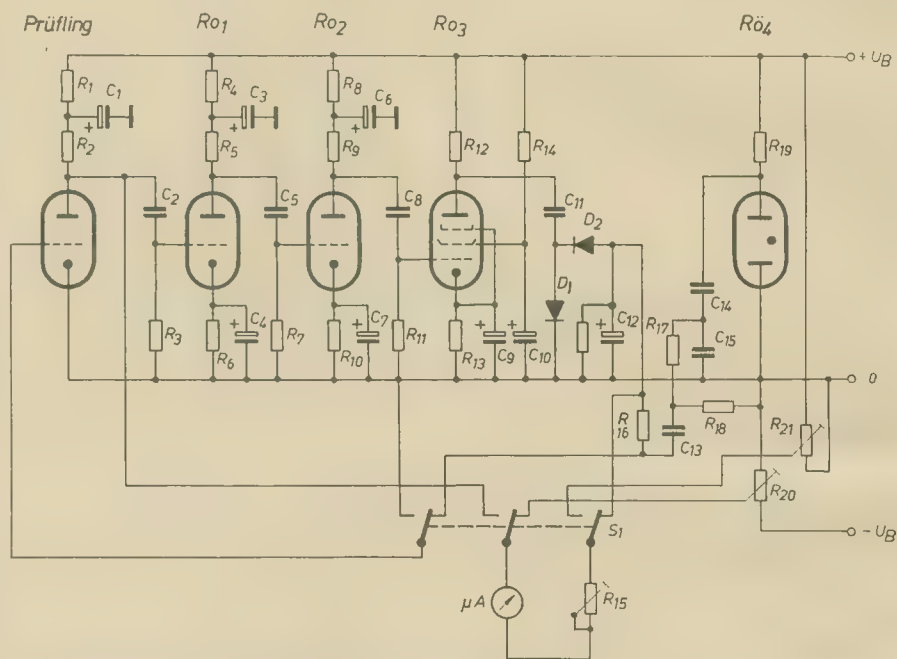 Prüfling Ro1 Ro2 Ro3 Rö4
+UB
R1 C1 R4 C3 R8 C6
R2 R5 R9 R12 R14 R19
C2 C5 C8 C11 D2
D1 C14
R3 C4 C7 C12 R17
R6 R7 R10 R11 R13 C9 C10 C15
0
R16 C13 R18 R21
R20
S1
-UB
µA R15